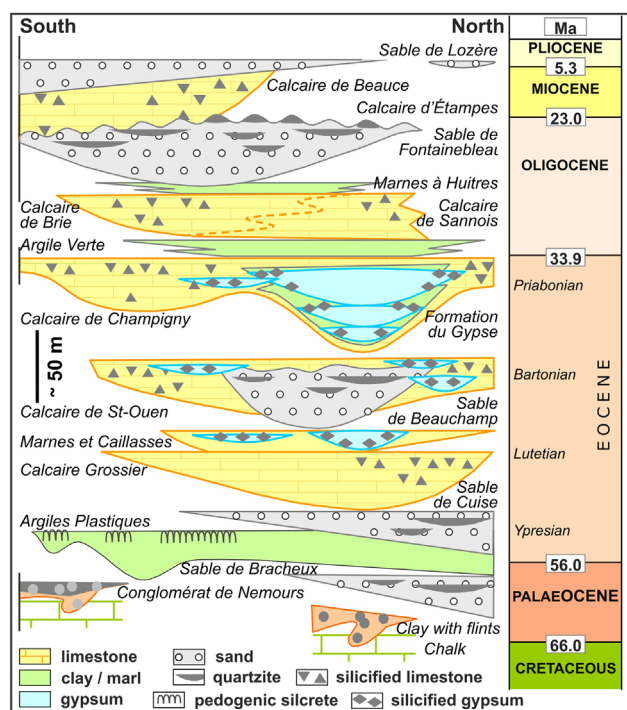 South
North
Ma
Sable de Lozère
PLIOCENE
5.3
Calcaire de Beauce
MIOCENE
Calcaire d'Étampes
23.0
Sable de
Fontainebleau
OLIGOCENE
Marnes à Huitres
Calcaire
de Brie
Calcaire
de Sannois
Argile Verte
33.9
Priabonian
Calcaire de Champigny
Formation
du Gypse
~ 50 m
Bartonian
EOCENE
Calcaire de St-Ouen
Sable
de Beauchamp
Marnes et Caillasses
Lutetian
Calcaire Grossier
Sable
de Cuise
Argiles Plastiques
Ypresian
Sable de Bracheux
56.0
Conglomérat de Nemours
PALAEOCENE
Clay with flints
Chalk
66.0
CRETACEOUS
limestone
sand
clay / marl
quartzite
silicified limestone
gypsum
pedogenic silcrete
silicified gypsum